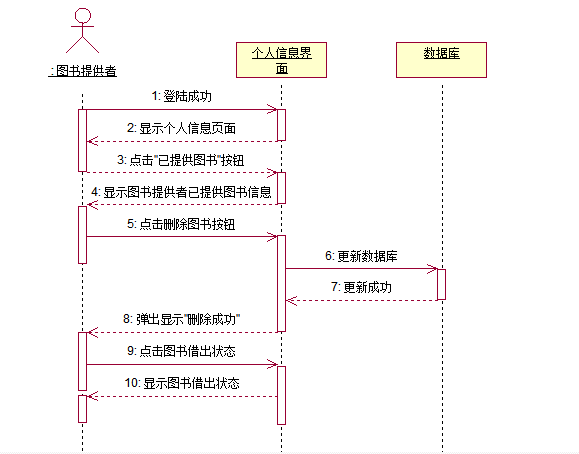 : 图书提供者
个人信息界
面
数据库
1: 登陆成功
2: 显示个人信息页面
3: 点击"已提供图书"按钮
4: 显示图书提供者已提供图书信息
5: 点击删除图书按钮
6: 更新数据库
7: 更新成功
8: 弹出显示"删除成功"
9: 点击图书借出状态
10: 显示图书借出状态